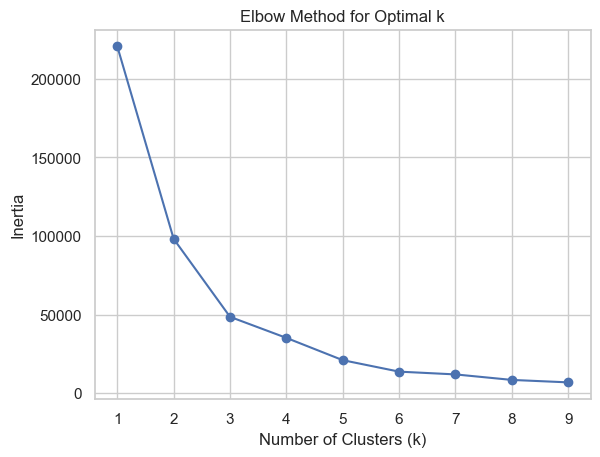 Elbow Method for Optimal k
200000
150000
100000
50000
0
Inertia
1 2 3 4 5 6 7 8 9
Number of Clusters (k)